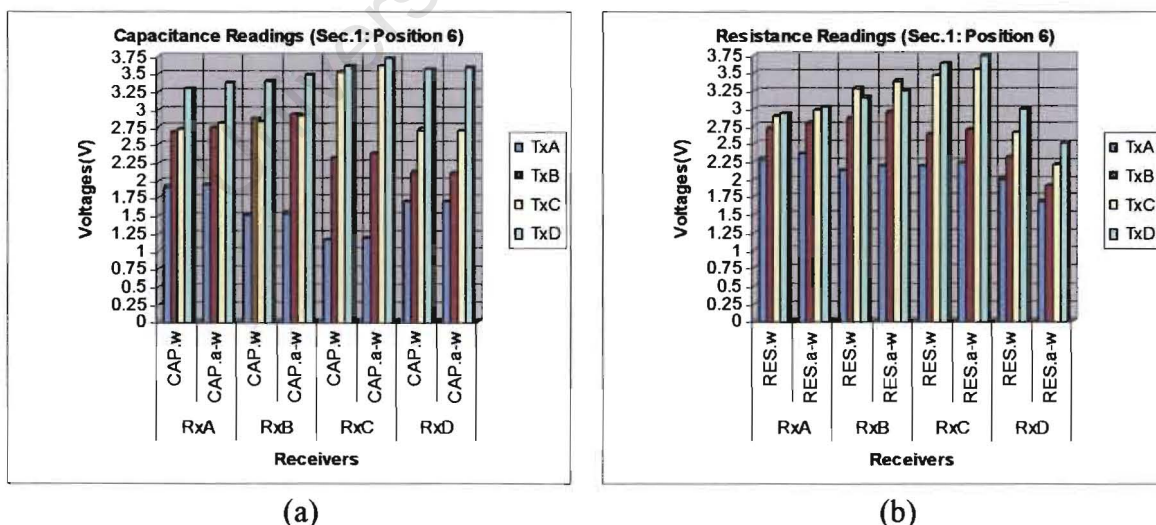 Capacitance Readings (Sec.1: Position 6)
Voltages(V)
3.75
3.5
3.25
3
2.75
2.5
2.25
2
1.75
1.5
1.25
1
0.75
0.5
0.25
0
CAP.w
CAP.a-w
CAP.w
CAP.a-w
CAP.w
CAP.a-w
CAP.w
CAP.a-w
RxA RxB RxC RxD
Receivers
TxA
TxB
TxC
TxD
(a)
Resistance Readings (Sec.1: Position 6)
Voltages(V)
3.75
3.5
3.25
3
2.75
2.5
2.25
2
1.75
1.5
1.25
1
0.75
0.5
0.25
0
RES.w
RES.a-w
RES.w
RES.a-w
RES.w
RES.a-w
RES.w
RES.a-w
RxA RxB RxC RxD
Receivers
TxA
TxB
TxC
TxD
(b)